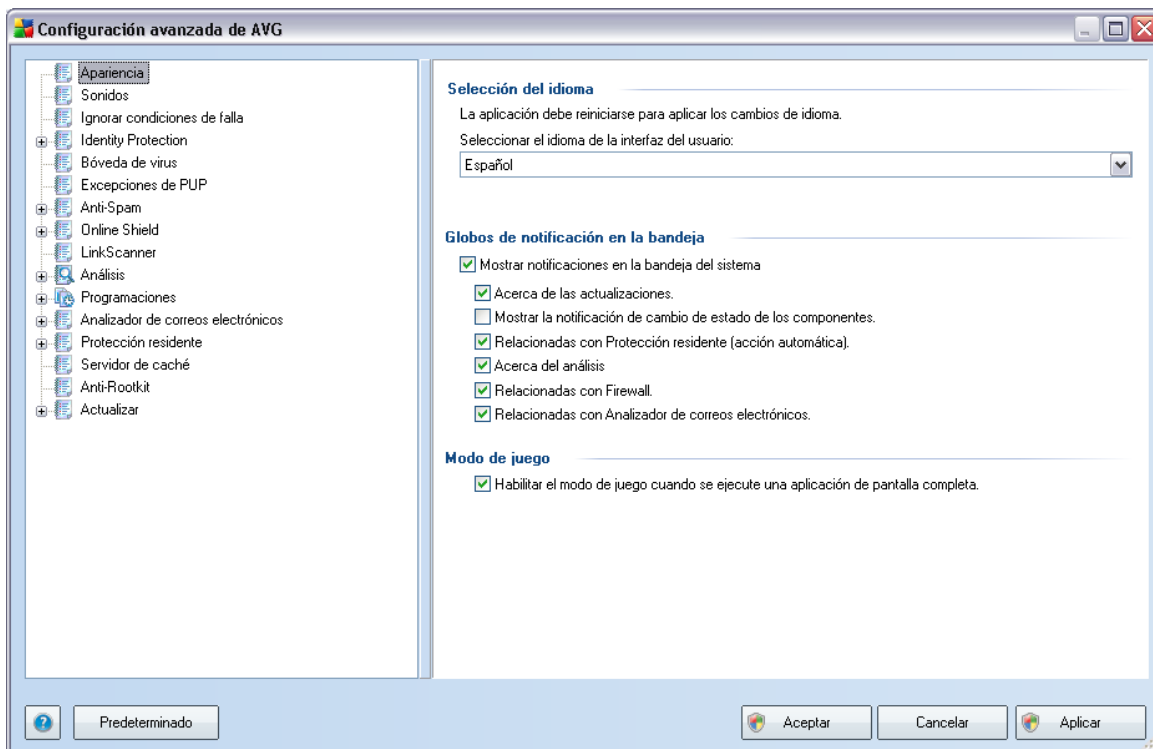 Configuración avanzada de AVG
Apariencia
Sonidos
Ignorar condiciones de falla
Identity Protection
Bóveda de virus
Excepciones de PUP
Anti-Spam
Online Shield
LinkScanner
Análisis
Programaciones
Analizador de correos electrónicos
Protección residente
Servidor de caché
Anti-Rootkit
Actualizar
Selección del idioma
La aplicación debe reiniciarse para aplicar los cambios de idioma.
Seleccionar el idioma de la interfaz del usuario:
Español
Globos de notificación en la bandeja
Mostrar notificaciones en la bandeja del sistema
Acerca de las actualizaciones.
Mostrar la notificación de cambio de estado de los componentes.
Relacionadas con Protección residente (acción automática).
Acerca del análisis
Relacionadas con Firewall.
Relacionadas con Analizador de correos electrónicos.
Modo de juego
Habilitar el modo de juego cuando se ejecute una aplicación de pantalla completa.
?
Predeterminado
Aceptar
Cancelar
Aplicar